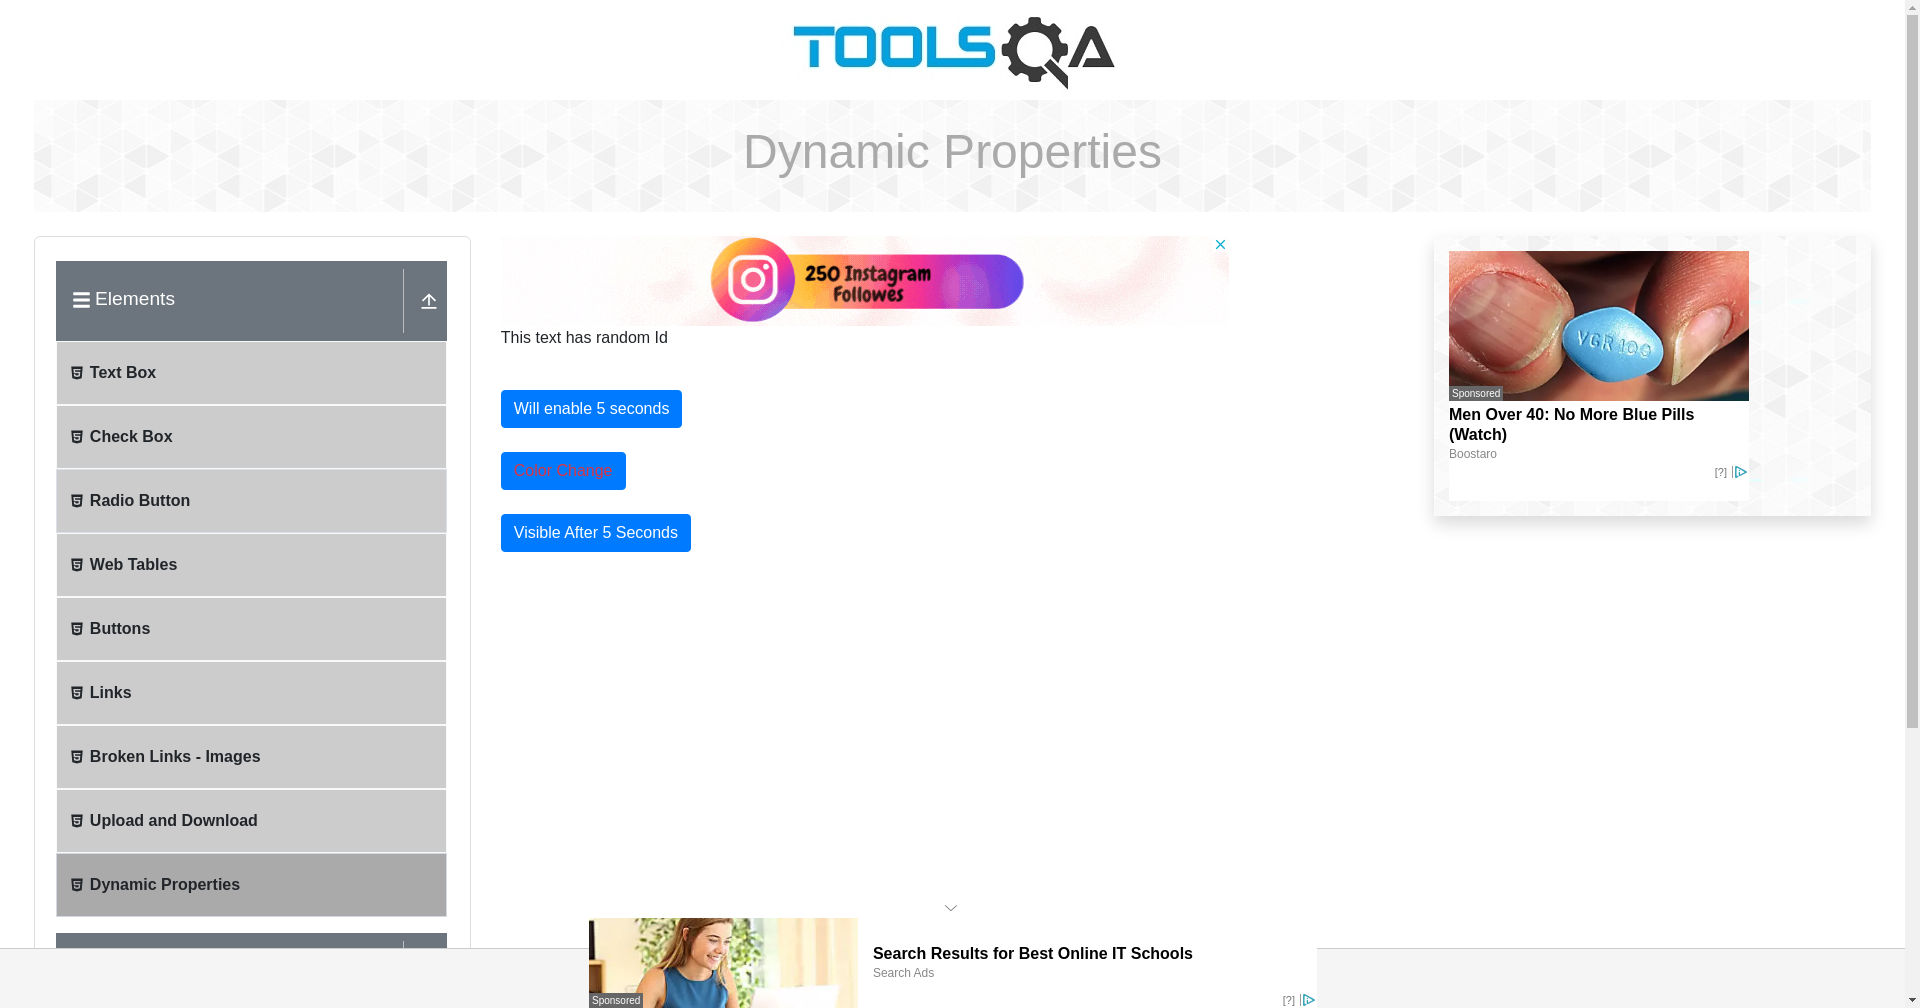 TOOLSQA
Dynamic Properties
Elements
Text Box
Check Box
Radio Button
Web Tables
Buttons
Links
Broken Links - Images
Upload and Download
Dynamic Properties
250 Instagram
Followes
This text has random Id
Will enable 5 seconds
Color Change
Visible After 5 Seconds
VGR 100
Sponsored
Men Over 40: No More Blue Pills
(Watch)
Boostaro
[?]
Search Results for Best Online IT Schools
Search Ads
Sponsored
[?]